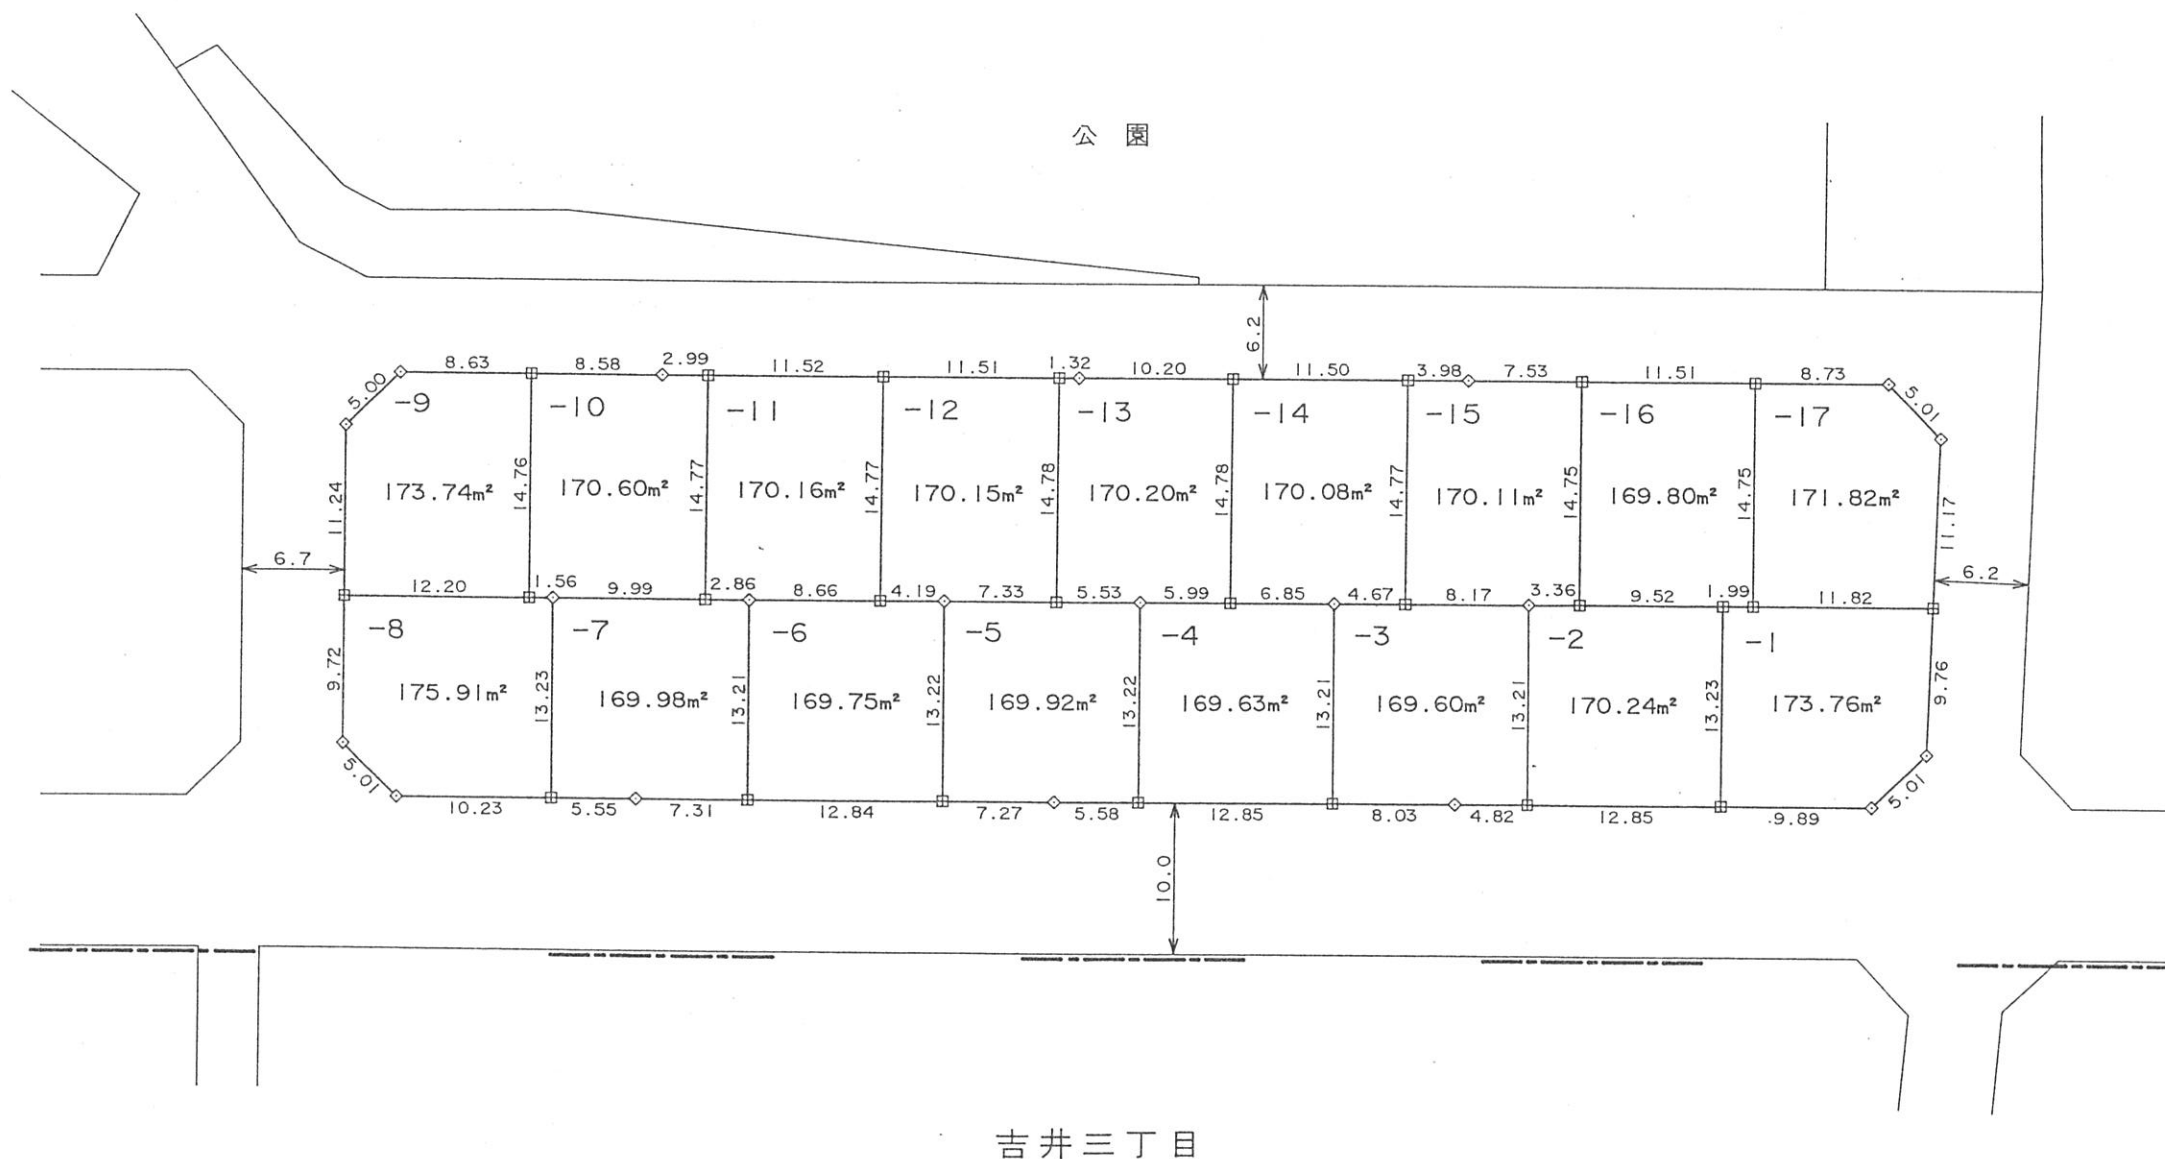 公園
6.2
8.63 8.58 2.99 11.52 11.51 1.32 10.20 11.50 3.98 7.53 11.51 8.73
5.00 5.01
-9 -10 -11 -12 -13 -14 -15 -16 -17
11.24 14.76 14.77 14.77 14.78 14.78 14.77 14.75 14.75 11.17
173.74m² 170.60m² 170.16m² 170.15m² 170.20m² 170.08m² 170.11m² 169.80m² 171.82m²
6.7 6.2
12.20 1.56 9.99 2.86 8.66 4.19 7.33 5.53 5.99 6.85 4.67 8.17 3.36 9.52 1.99 11.82
-8 -7 -6 -5 -4 -3 -2 -1
9.72 13.23 13.21 13.22 13.22 13.21 13.21 13.23 9.76
175.91m² 169.98m² 169.75m² 169.92m² 169.63m² 169.60m² 170.24m² 173.76m²
5.01 5.01
10.23 5.55 7.31 12.84 7.27 5.58 12.85 8.03 4.82 12.85 9.89
10.0
吉井三丁目